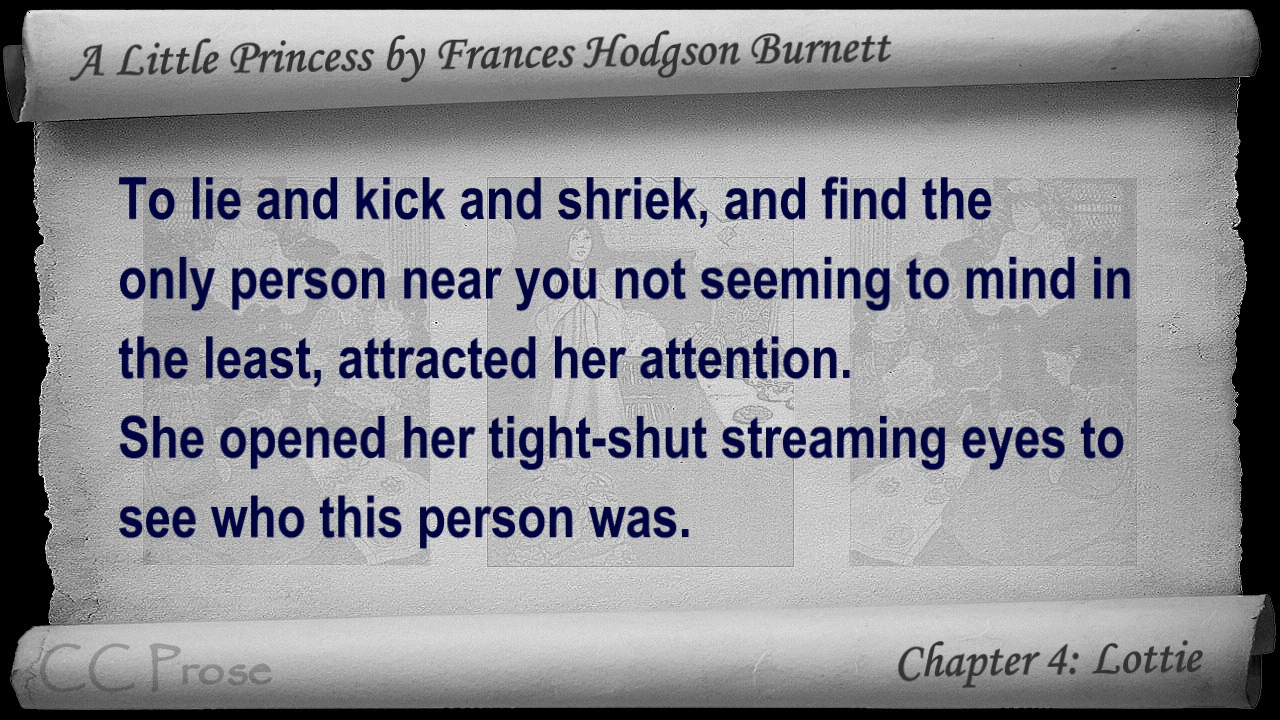 A Little Princess by Frances Hodgson Burnett
To lie and kick and shriek, and find the
only person near you not seeming to mind in
the least, attracted her attention.
She opened her tight-shut streaming eyes to
see who this person was.
CC Prose
Chapter 4: Lottie